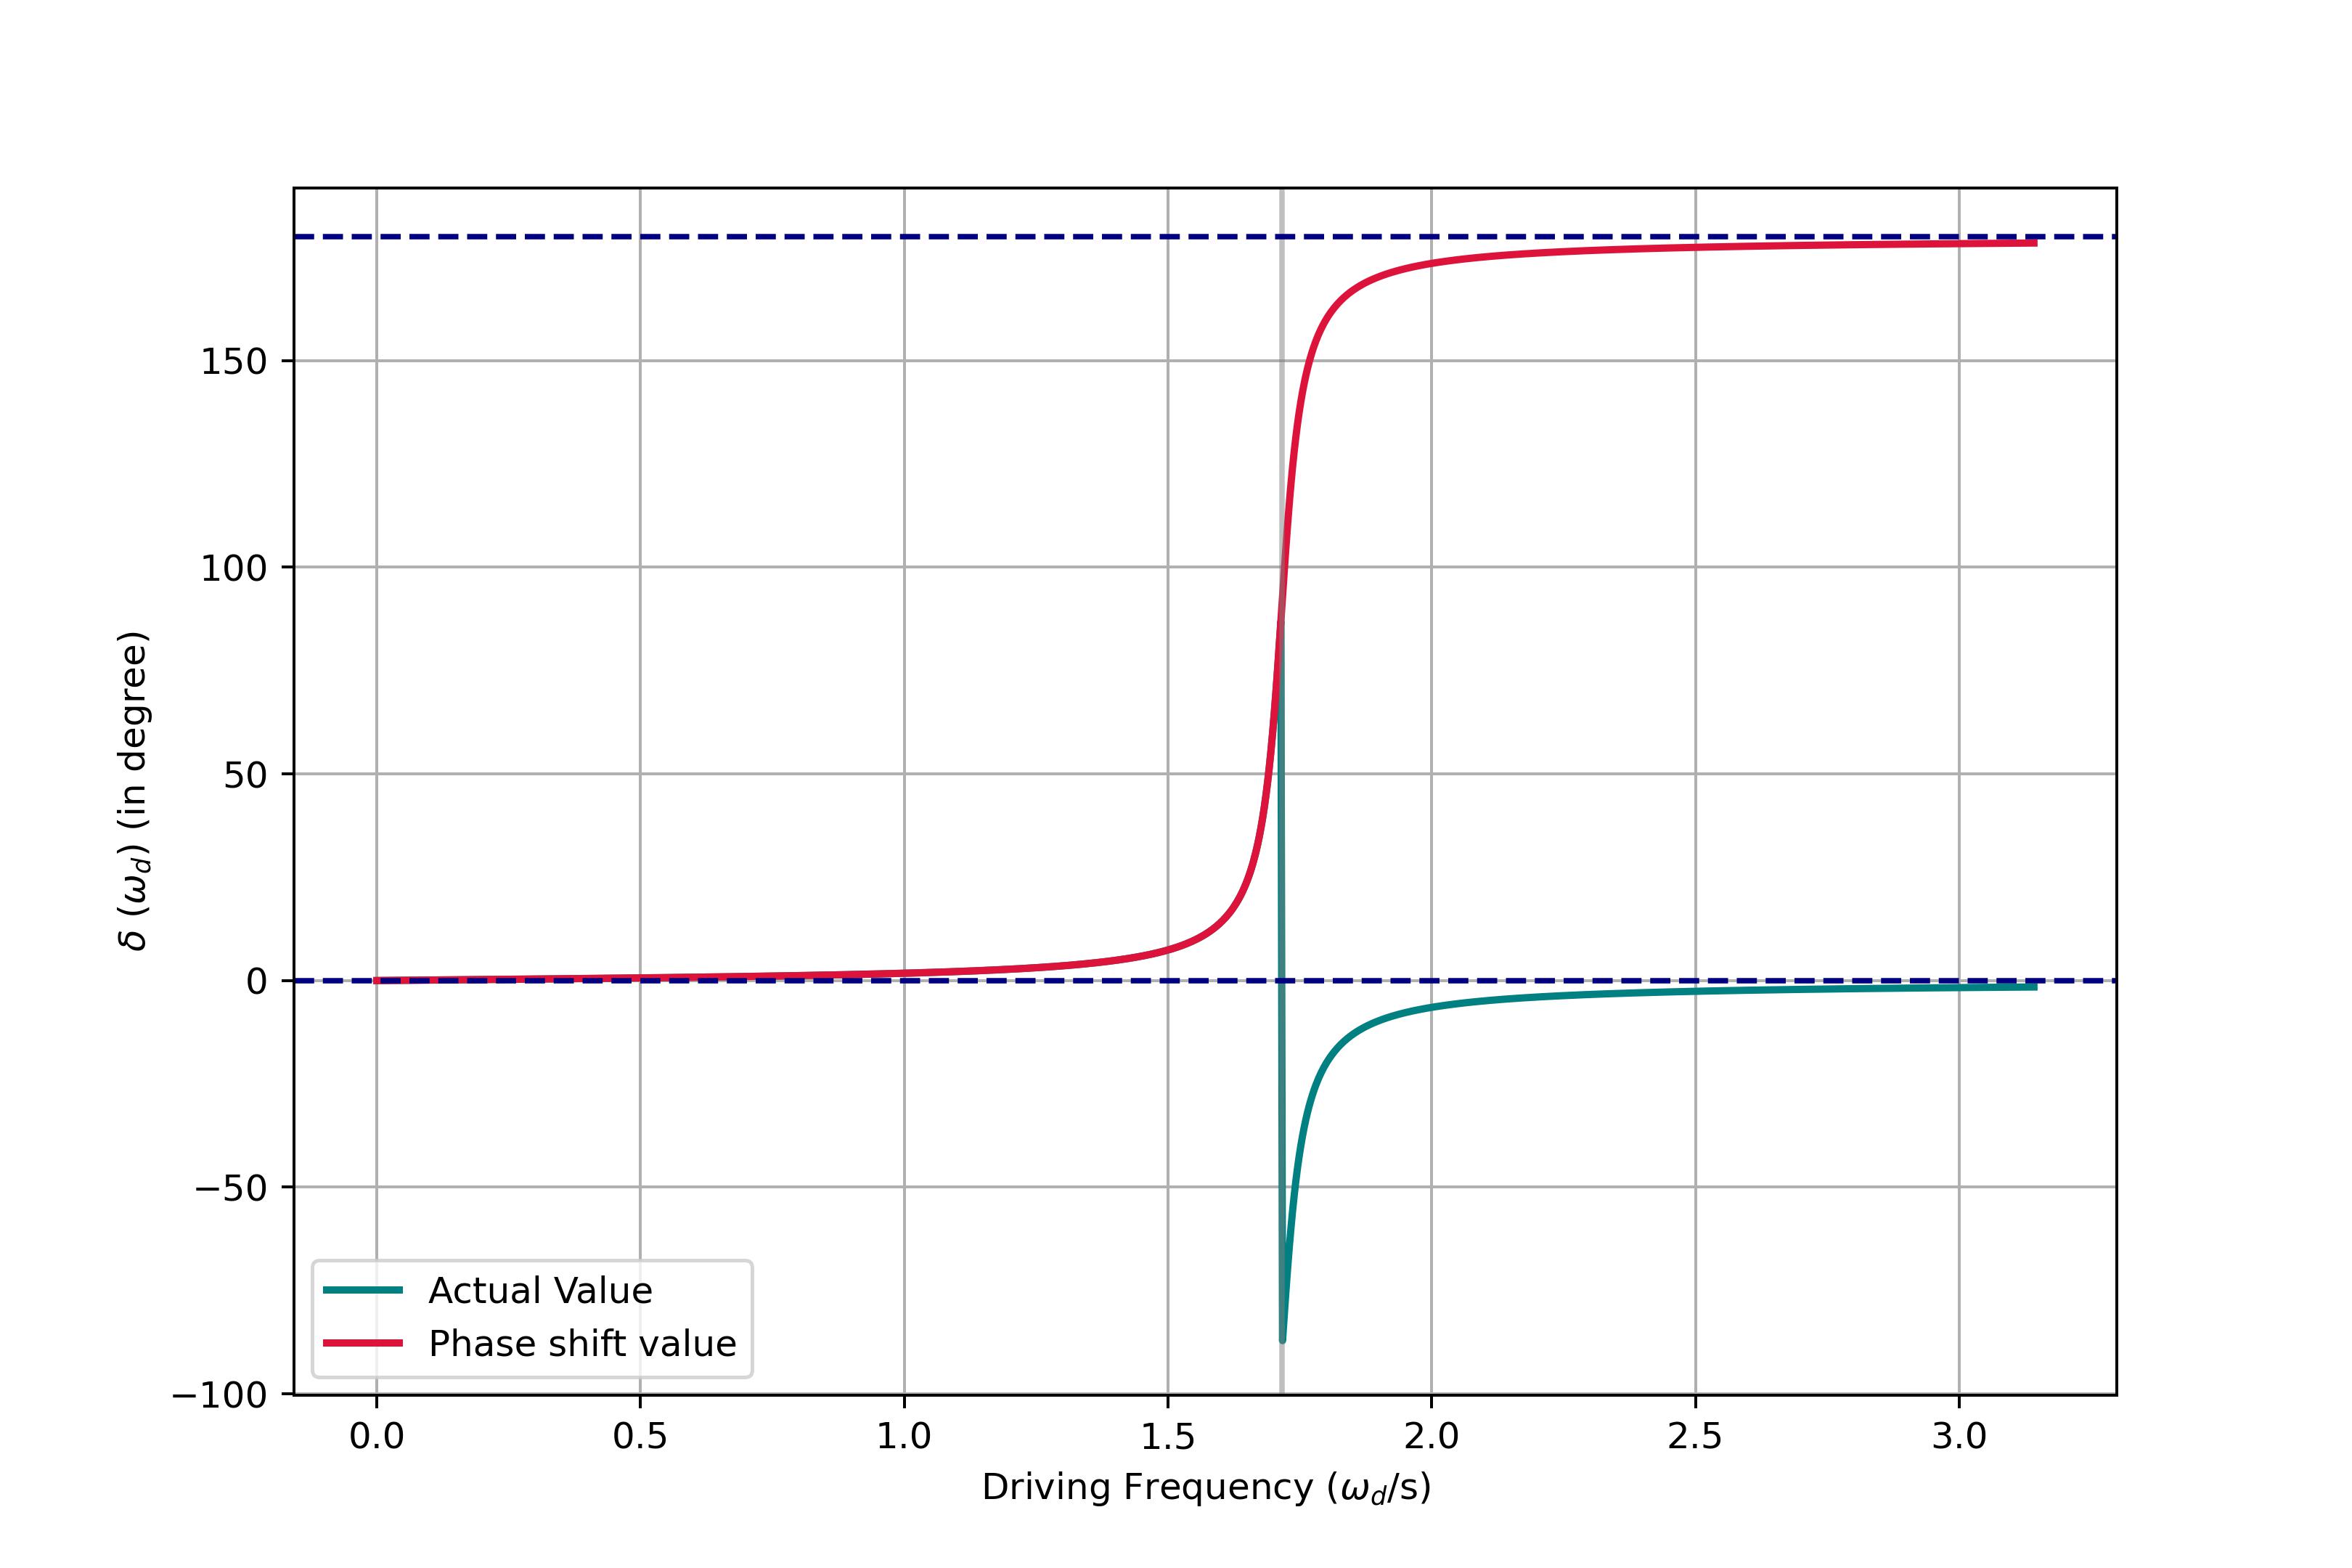 150
100
50
0
−50
−100
δ (ω_d) (in degree)
Actual Value
Phase shift value
0.0 0.5 1.0 1.5 2.0 2.5 3.0
Driving Frequency (ω_d/s)